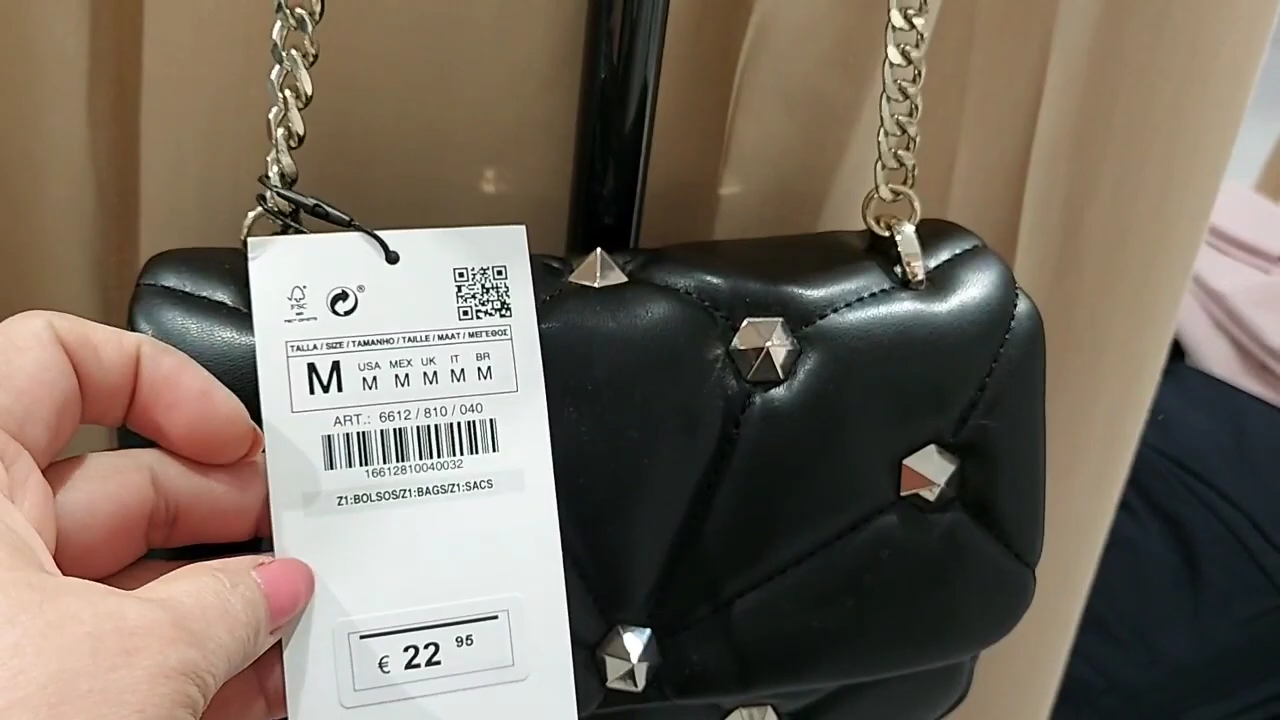 FSC
®
TALLA / SIZE / TAMANHO / TAILLE / MAAT / ΜΕΓΕΘΟΣ
M
USA MEX UK IT BR
M M M M M
ART.: 6612 / 810 / 040
16612810040032
Z1:BOLSOS/Z1:BAGS/Z1:SACS
€ 22 95